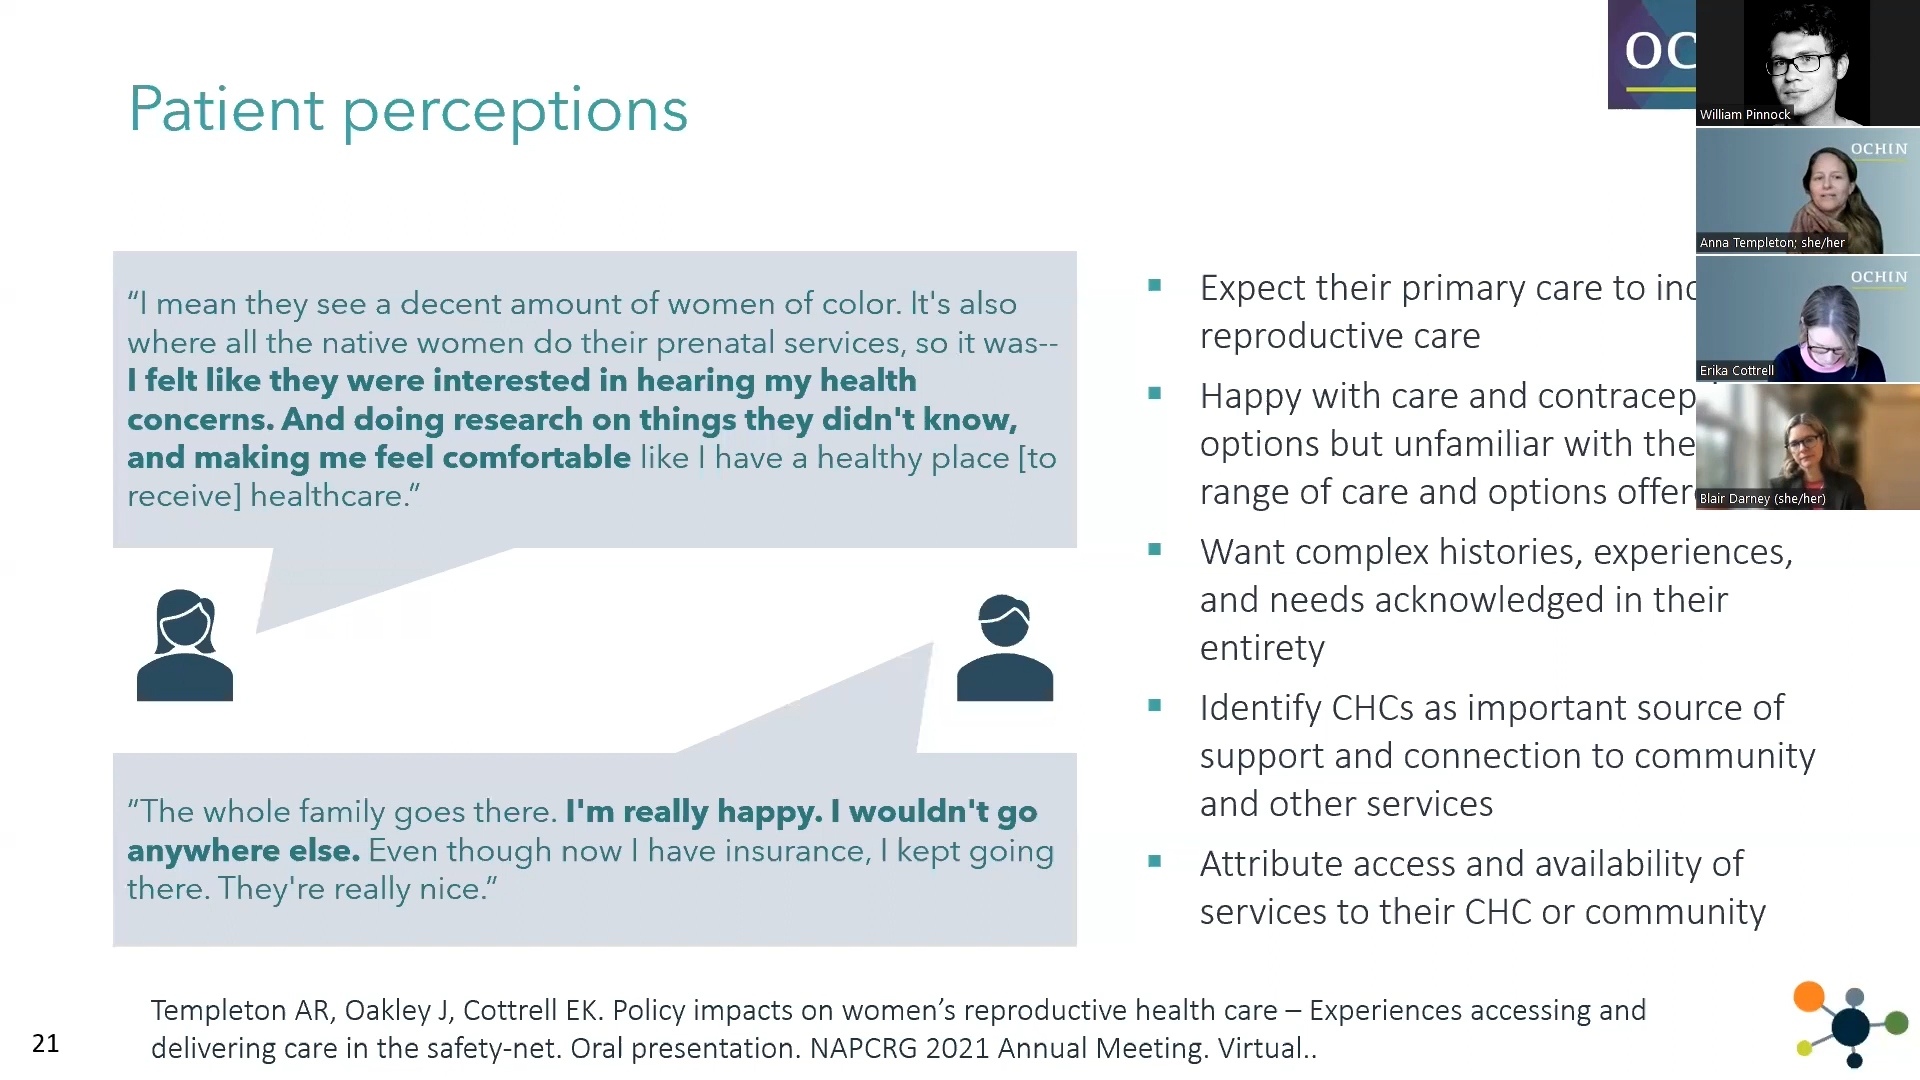 Patient perceptions
"I mean they see a decent amount of women of color. It's also
where all the native women do their prenatal services, so it was--
I felt like they were interested in hearing my health
concerns. And doing research on things they didn't know,
and making me feel comfortable like I have a healthy place [to
receive] healthcare."
"The whole family goes there. I'm really happy. I wouldn't go
anywhere else. Even though now I have insurance, I kept going
there. They're really nice."
Expect their primary care to
reproductive care
Happy with care and
options but unfamiliar with
range of care and options
Want complex histories, experiences,
and needs acknowledged in their
entirety
Identify CHCs as important source of
support and connection to community
and other services
Attribute access and availability of
services to their CHC or community
William Pinnock
OCHIN
Anna Templeton; she/her
OCHIN
Erika Cottrell
Blair Darney (she/her)
Templeton AR, Oakley J, Cottrell EK. Policy impacts on women's reproductive health care – Experiences accessing and
delivering care in the safety-net. Oral presentation. NAPCRG 2021 Annual Meeting. Virtual..
21